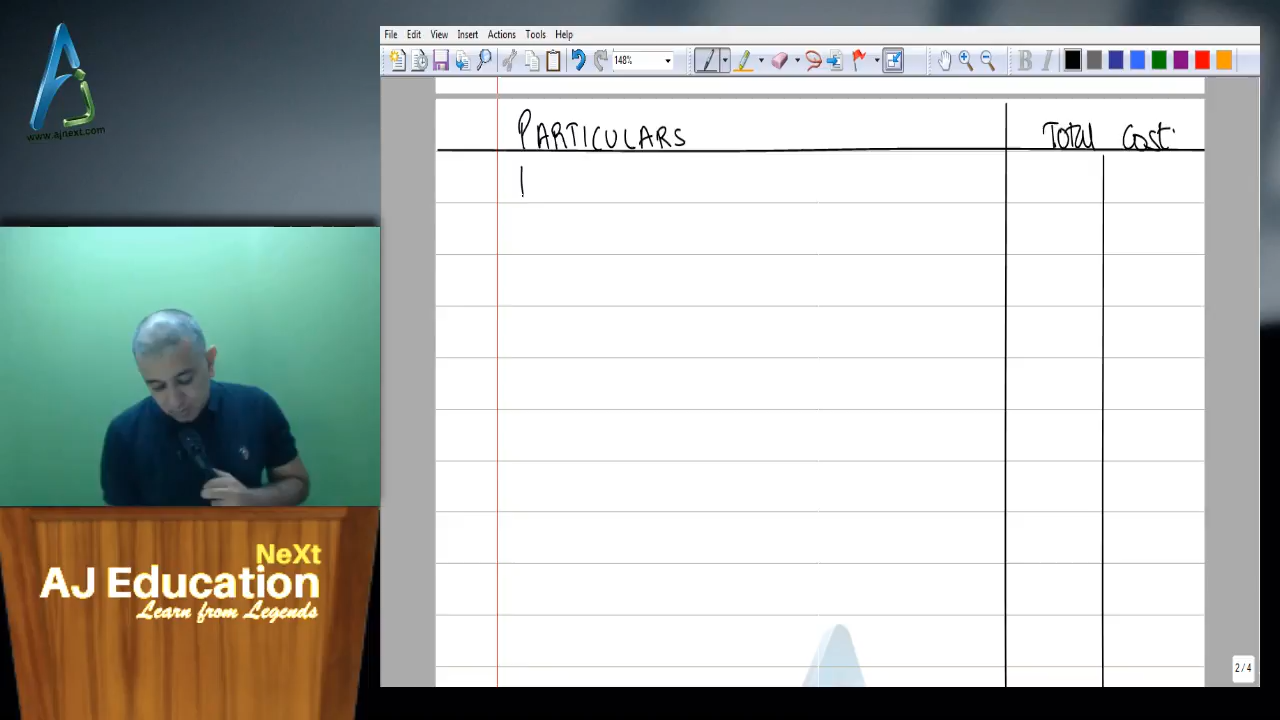 www.ajnext.com
File Edit View Insert Actions Tools Help
148%
B I
PARTICULARS Total Cost
NeXt
AJ Education
Learn from Legends
2/4